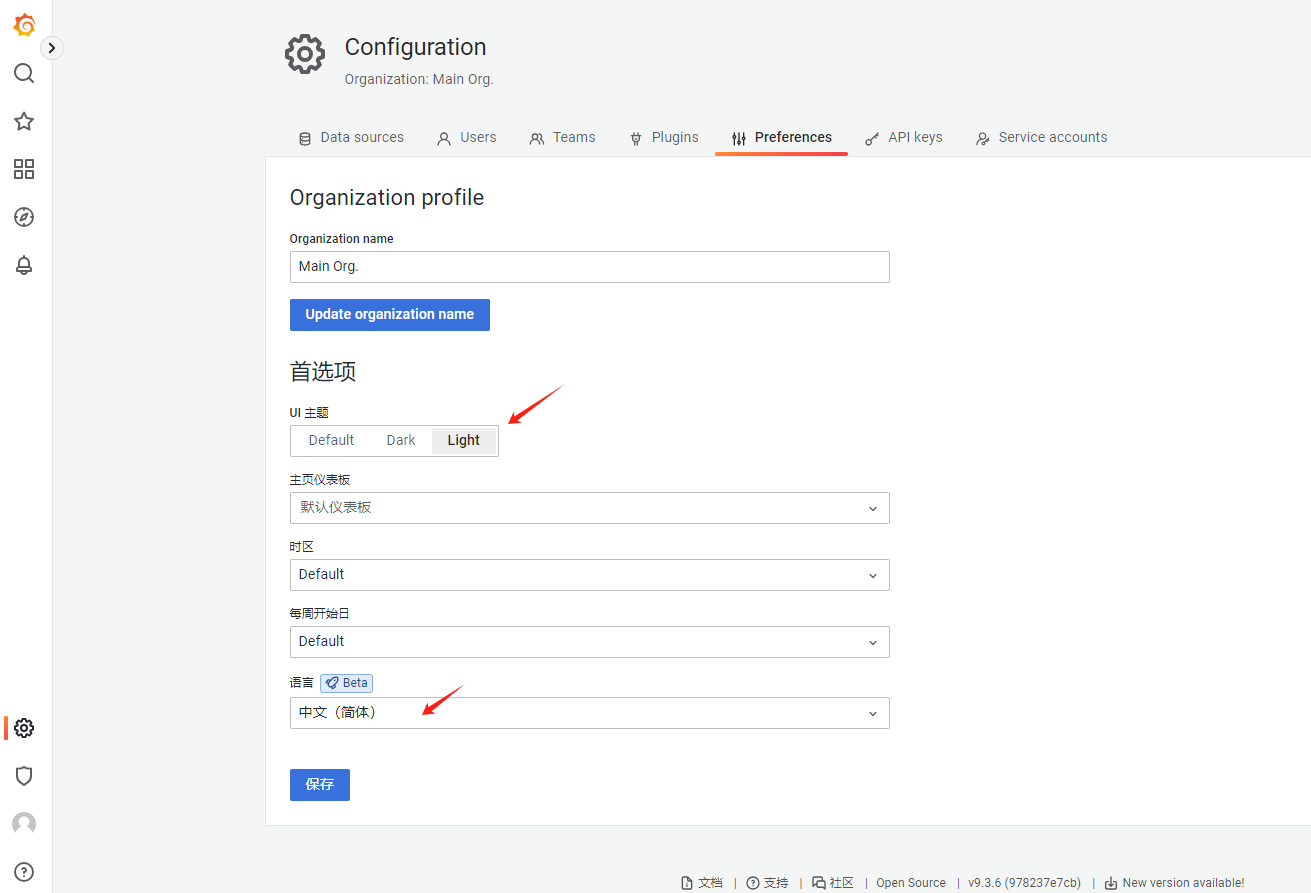 Configuration
Organization: Main Org.
Data sources Users Teams Plugins Preferences API keys Service accounts
Organization profile
Organization name
Main Org.
Update organization name
首选项
UI 主题
Default Dark Light
主页仪表板
默认仪表板
时区
Default
每周开始日
Default
语言 Beta
中文（简体）
保存
文档 | 支持 | 社区 | Open Source | v9.3.6 (978237e7cb) | New version available!